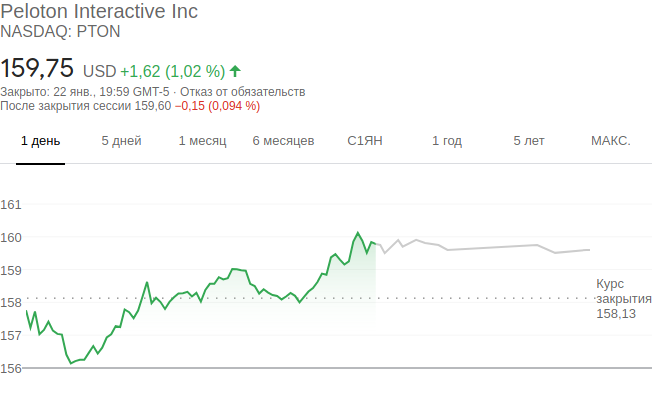 Peloton Interactive Inc
NASDAQ: PTON
159,75 USD +1,62 (1,02 %)
Закрыто: 22 янв., 19:59 GMT-5 · Отказ от обязательств
После закрытия сессии 159,60 −0,15 (0,094 %)
1 день 5 дней 1 месяц 6 месяцев С1ЯН 1 год 5 лет МАКС.
161
160
159
158
157
156
Курс
закрытия
158,13